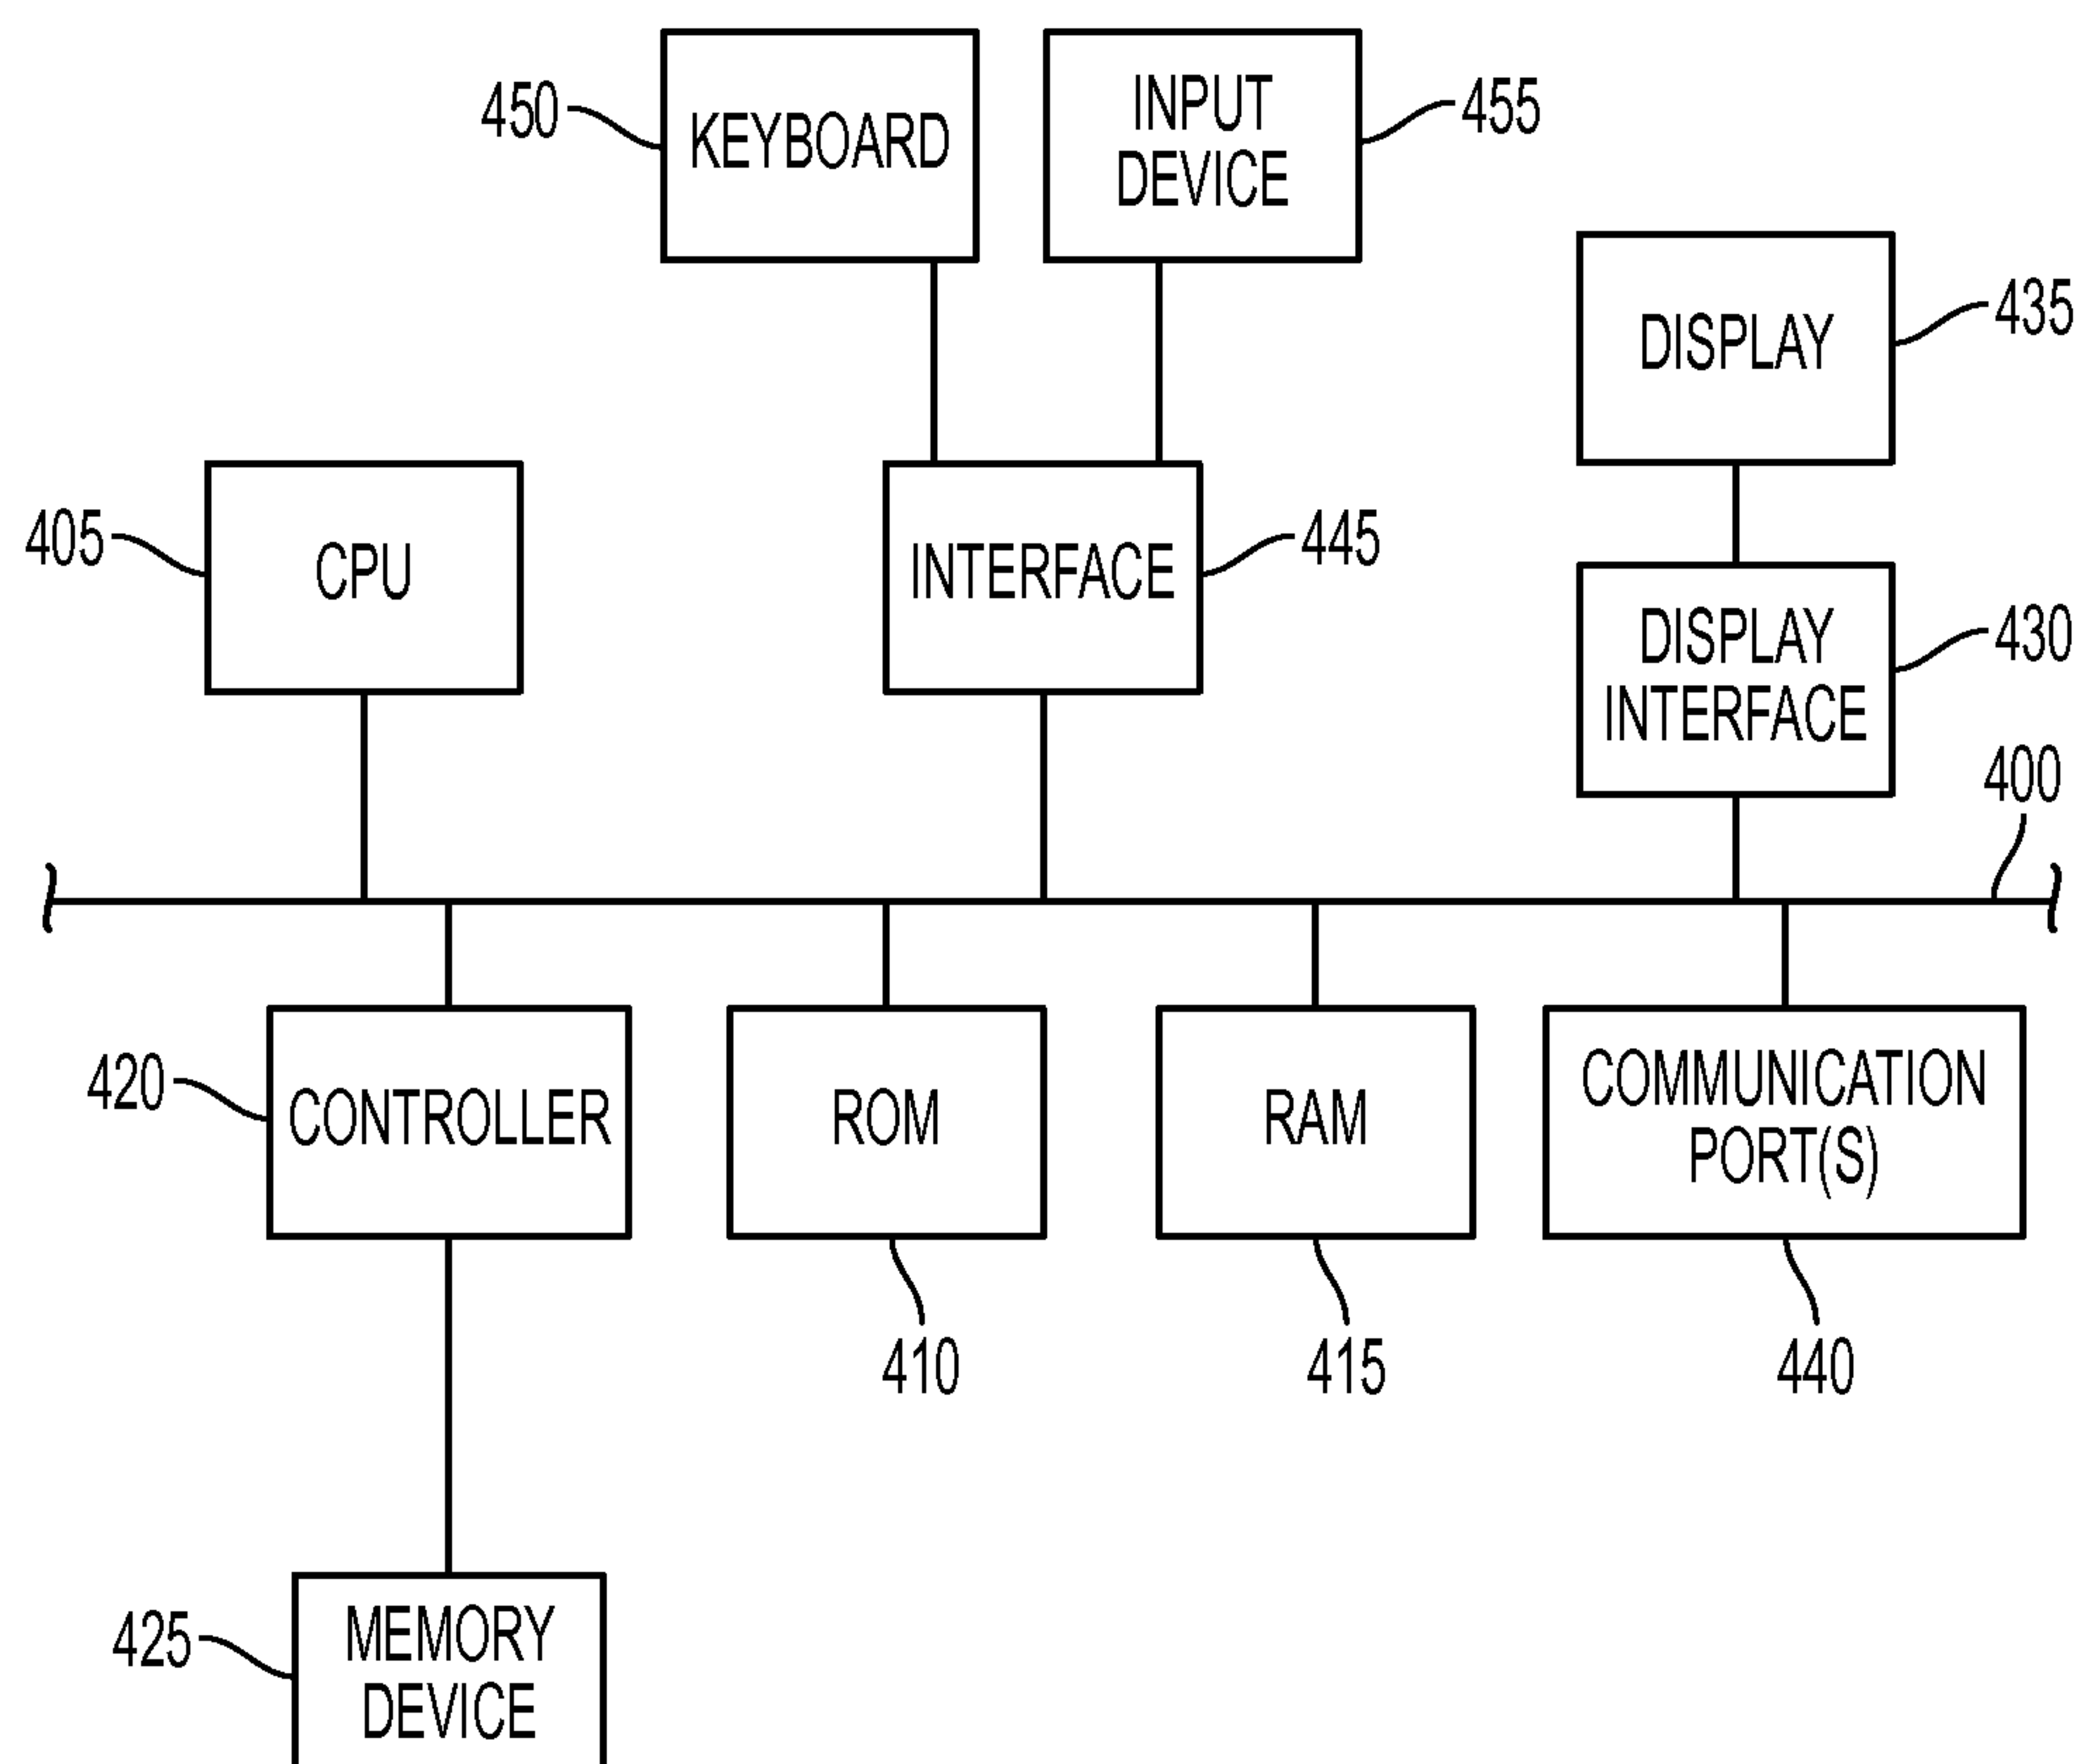 450
KEYBOARD
INPUT
DEVICE
455
DISPLAY
435
405
CPU
INTERFACE
445
DISPLAY
INTERFACE
430
400
420
CONTROLLER
ROM
RAM
COMMUNICATION
PORT(S)
410
415
440
425
MEMORY
DEVICE